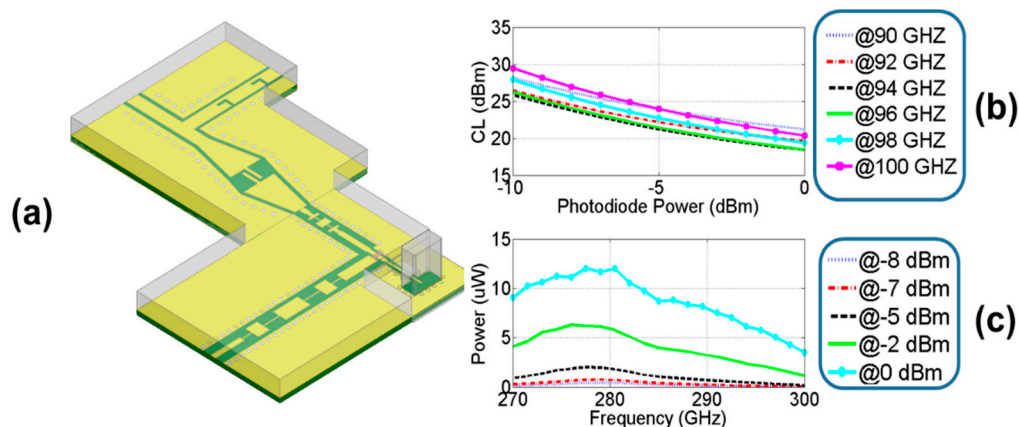 (a)
CL (dBm)
35
30
25
20
15
-10
-5
0
Photodiode Power (dBm)
@90 GHZ
@92 GHZ
@94 GHZ
@96 GHZ
@98 GHZ
@100 GHZ
(b)
Power (uW)
15
10
5
0
270
280
290
300
Frequency (GHz)
@-8 dBm
@-7 dBm
@-5 dBm
@-2 dBm
@0 dBm
(c)